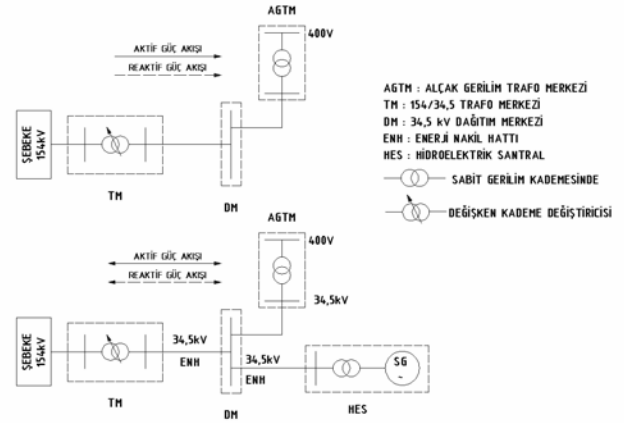 AGTM
400V
AKTİF GÜÇ AKIŞI
REAKTİF GÜÇ AKIŞI
ŞEBEKE
154kV
TM
DM
AGTM : ALÇAK GERİLİM TRAFO MERKEZİ
TM : 154/34,5 TRAFO MERKEZİ
DM : 34,5 kV DAĞITIM MERKEZİ
ENH : ENERJİ NAKİL HATTI
HES : HİDROELEKTRİK SANTRAL
SABİT GERİLİM KADEMESİNDE
DEĞİŞKEN KADEME DEĞİŞTİRİCİSİ
AGTM
400V
AKTİF GÜÇ AKIŞI
REAKTİF GÜÇ AKIŞI
34,5kV
ŞEBEKE
154kV
34,5kV
ENH
34,5kV
ENH
SG
~
TM
DM
HES